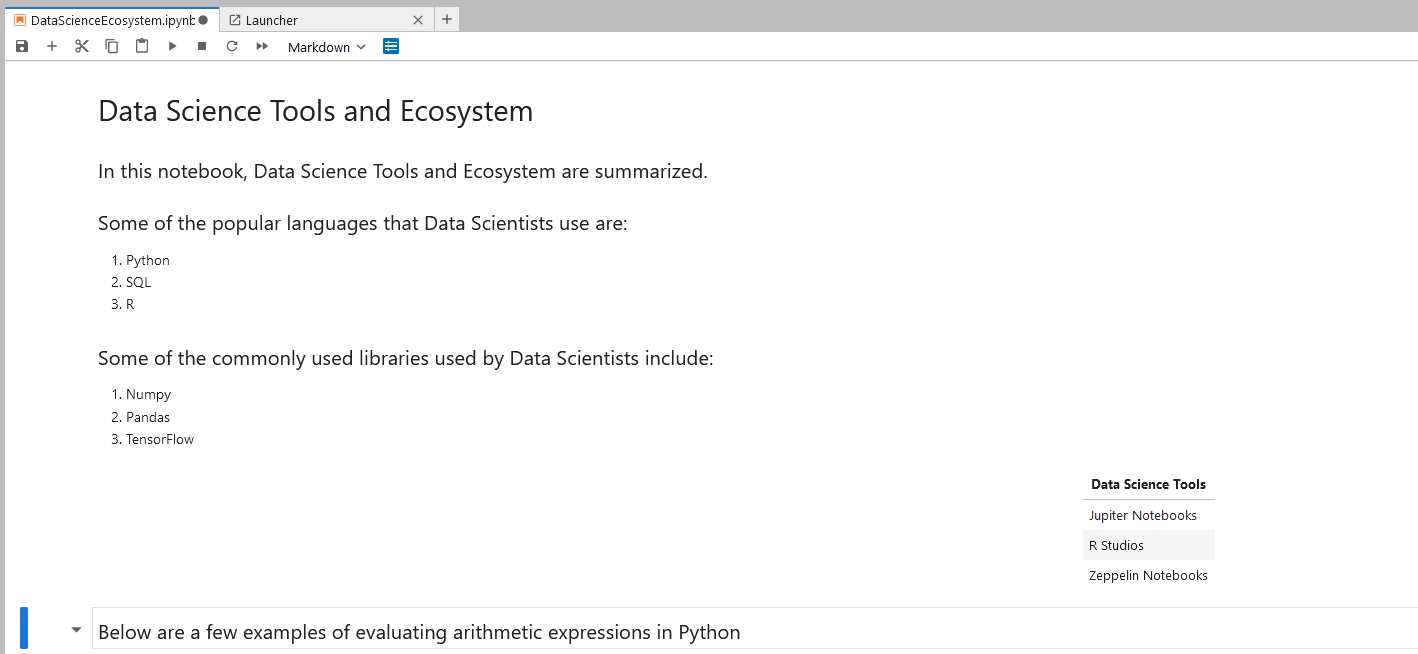 DataScienceEcosystem.ipynb
Launcher
Markdown
Data Science Tools and Ecosystem
In this notebook, Data Science Tools and Ecosystem are summarized.
Some of the popular languages that Data Scientists use are:
1. Python
2. SQL
3. R
Some of the commonly used libraries used by Data Scientists include:
1. Numpy
2. Pandas
3. TensorFlow
Data Science Tools
Jupiter Notebooks
R Studios
Zeppelin Notebooks
Below are a few examples of evaluating arithmetic expressions in Python